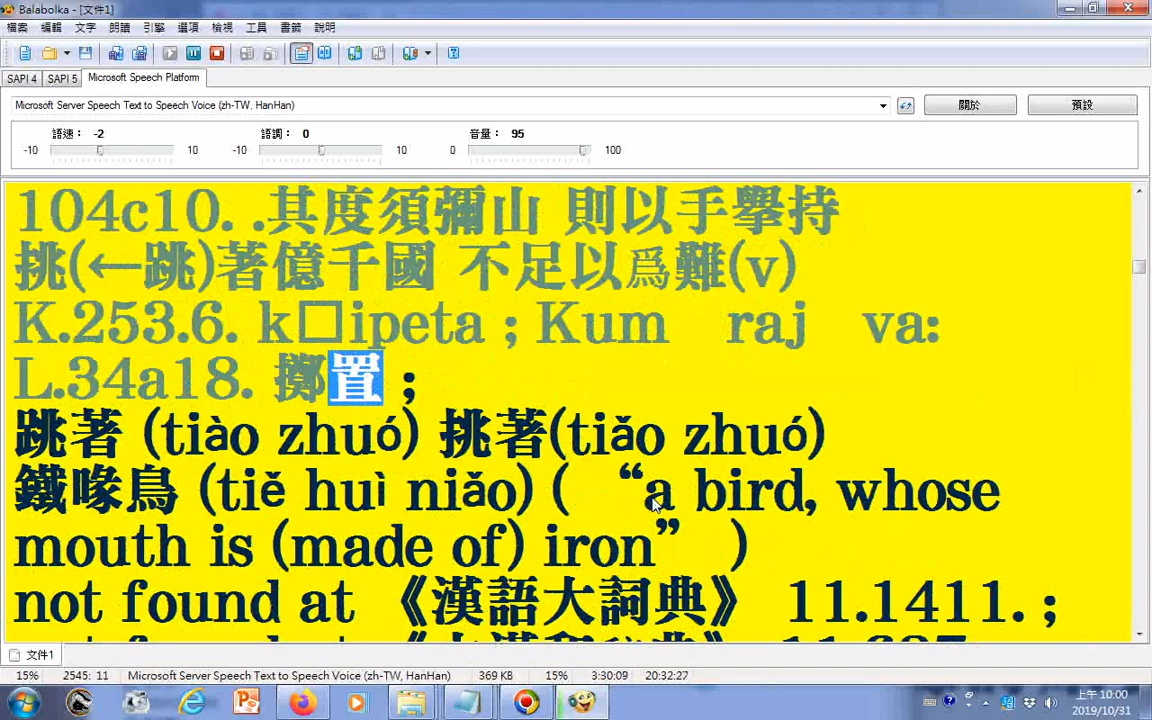 Balabolka - [文件1]
檔案 編輯 文字 朗讀 引擎 選項 檢視 工具 書籤 說明
SAPI 4 SAPI 5 Microsoft Speech Platform
Microsoft Server Speech Text to Speech Voice (zh-TW, HanHan) 關於 預設
語速： -2 語調： 0 音量： 95
-10 10 -10 10 0 100
104c10. .其度須彌山 則以手擧持
挑(←跳)著億千國 不足以爲難(v)
K.253.6. k□ipeta ; Kum raj va:
L.34a18. 擲置 ;
跳著 (tiào zhuó) 挑著(tiǎo zhuó)
鐵喙鳥 (tiě huì niǎo) ( “a bird, whose
mouth is (made of) iron” )
not found at 《漢語大詞典》 11.1411. ;
文件1
15% 2545: 11 Microsoft Server Speech Text to Speech Voice (zh-TW, HanHan) 369 KB 15% 3:30:09 20:32:27
上午 10:00
2019/10/31